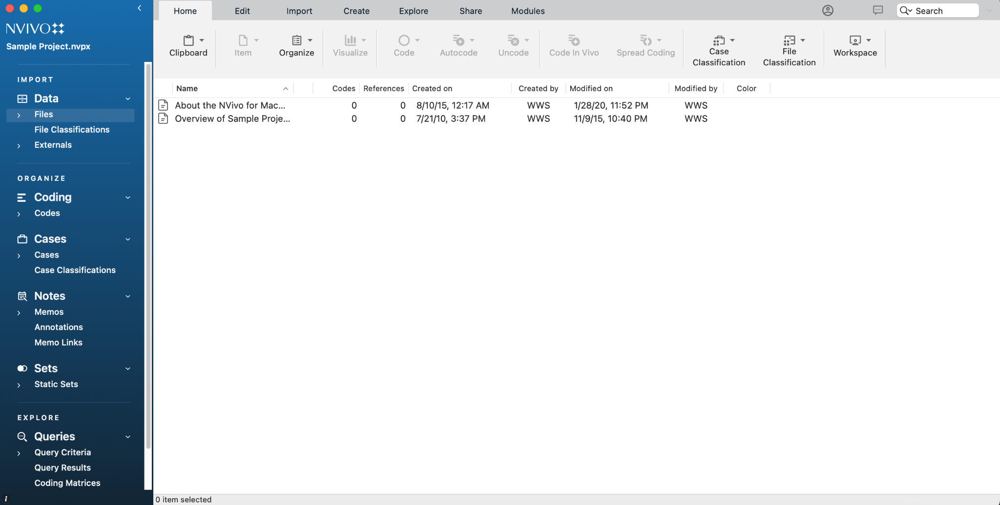 NVIVO
Sample Project.nvpx
IMPORT
Data
Files
File Classifications
Externals
ORGANIZE
Coding
Codes
Cases
Cases
Case Classifications
Notes
Memos
Annotations
Memo Links
Sets
Static Sets
EXPLORE
Queries
Query Criteria
Query Results
Coding Matrices
Home Edit Import Create Explore Share Modules Search
Clipboard Item Organize Visualize Code Autocode Uncode Code In Vivo Spread Coding Case Classification File Classification Workspace
Name Codes References Created on Created by Modified on Modified by Color
About the NVivo for Mac... 0 0 8/10/15, 12:17 AM WWS 1/28/20, 11:52 PM WWS
Overview of Sample Proje... 0 0 7/21/10, 3:37 PM WWS 11/9/15, 10:40 PM WWS
0 item selected